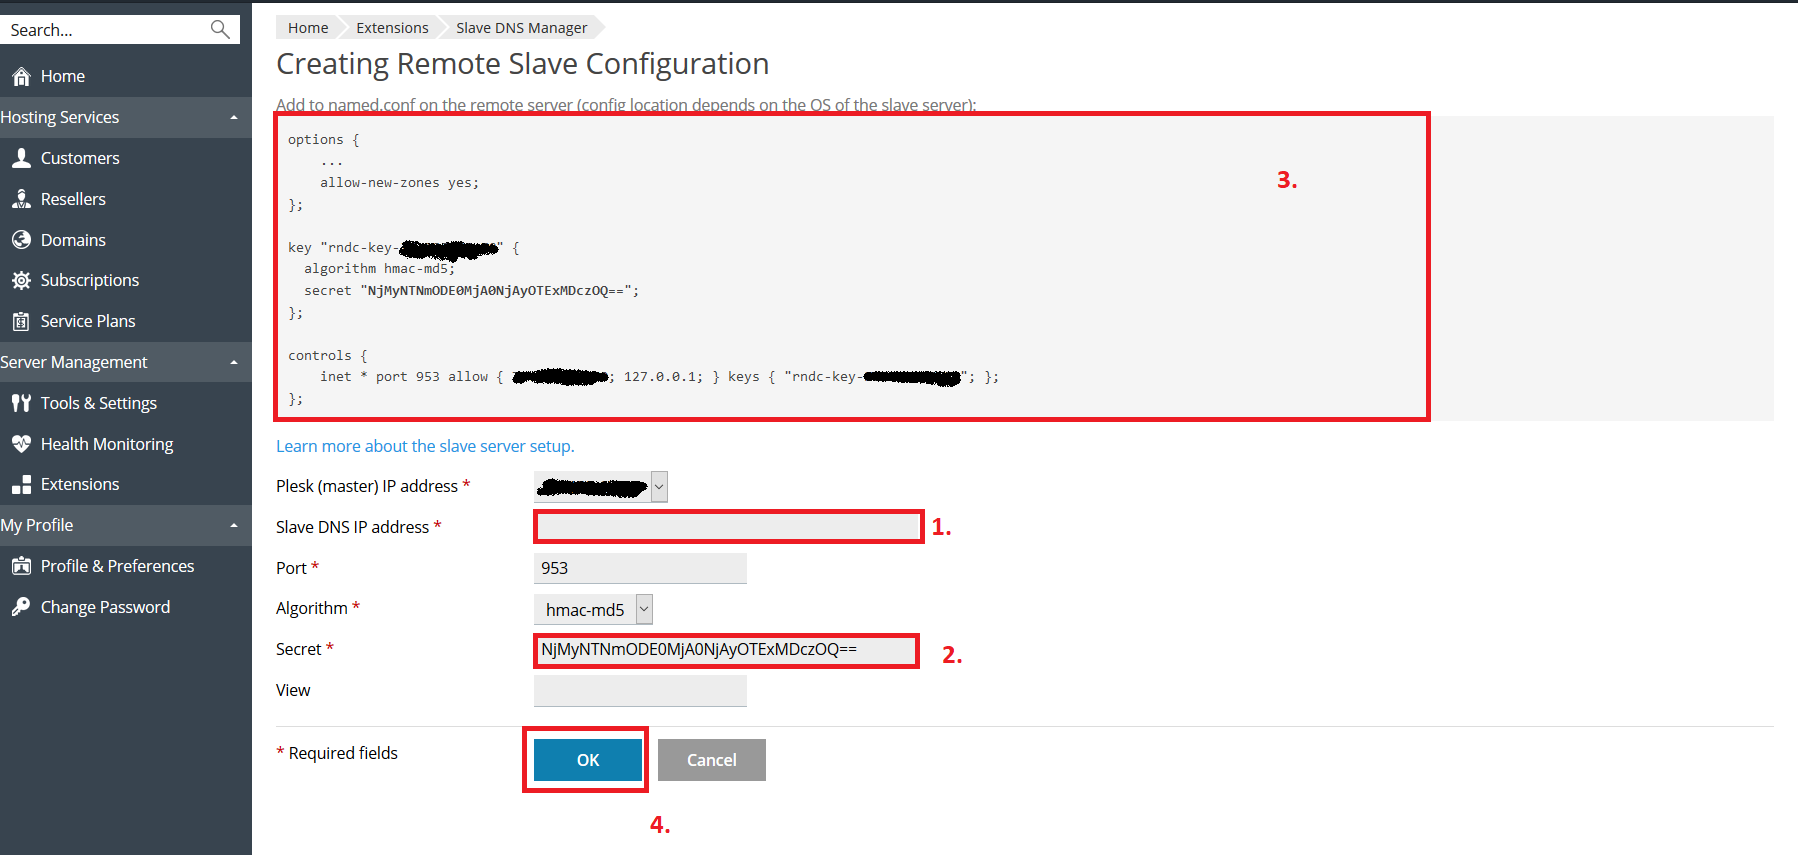 Search...
Home
Hosting Services
Customers
Resellers
Domains
Subscriptions
Service Plans
Server Management
Tools & Settings
Health Monitoring
Extensions
My Profile
Profile & Preferences
Change Password
Home Extensions Slave DNS Manager
Creating Remote Slave Configuration
Add to named.conf on the remote server (config location depends on the OS of the slave server):
options {
...
allow-new-zones yes;
};
3.
key "rndc-key-" {
algorithm hmac-md5;
secret "NjMyNTNmODE0MjA0NjAyOTExMDczOQ==";
};
controls {
inet * port 953 allow { ; 127.0.0.1; } keys { "rndc-key-"; };
};
Learn more about the slave server setup.
Plesk (master) IP address *
Slave DNS IP address * 1.
Port * 953
Algorithm * hmac-md5
Secret * NjMyNTNmODE0MjA0NjAyOTExMDczOQ== 2.
View
* Required fields OK Cancel
4.